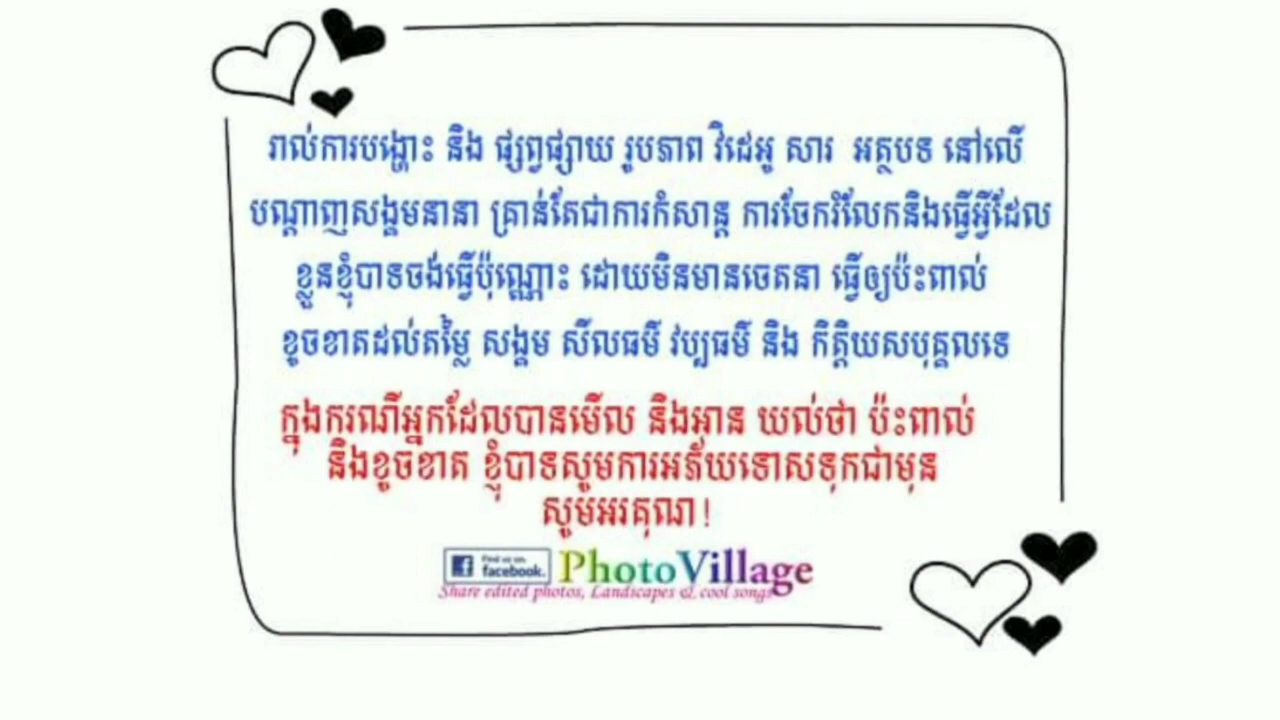 រាល់ការបង្ហោះ និង ផ្សព្វផ្សាយ រូបភាព វិដេអូ សារ អត្ថបទ នៅលើ
បណ្តាញសង្គមនានា គ្រាន់តែជាការកំសាន្ត ការចែករំលែកនិងធ្វើអ្វីដែល
ខ្លួនខ្ញុំបាទចង់ធ្វើប៉ុណ្ណោះ ដោយមិនមានចេតនា ធ្វើឲ្យប៉ះពាល់
ខូចខាតដល់តម្លៃ សង្គម សីលធម៌ វប្បធម៌ និង កិត្តិយសបុគ្គលទេ
ក្នុងករណីអ្នកដែលបានមើល និងអាន យល់ថា ប៉ះពាល់
និងខូចខាត ខ្ញុំបាទសូមការអភ័យទោសទុកជាមុន
សូមអរគុណ!
Find us on
facebook.
PhotoVillage
Share edited photos, Landscapes & cool songs